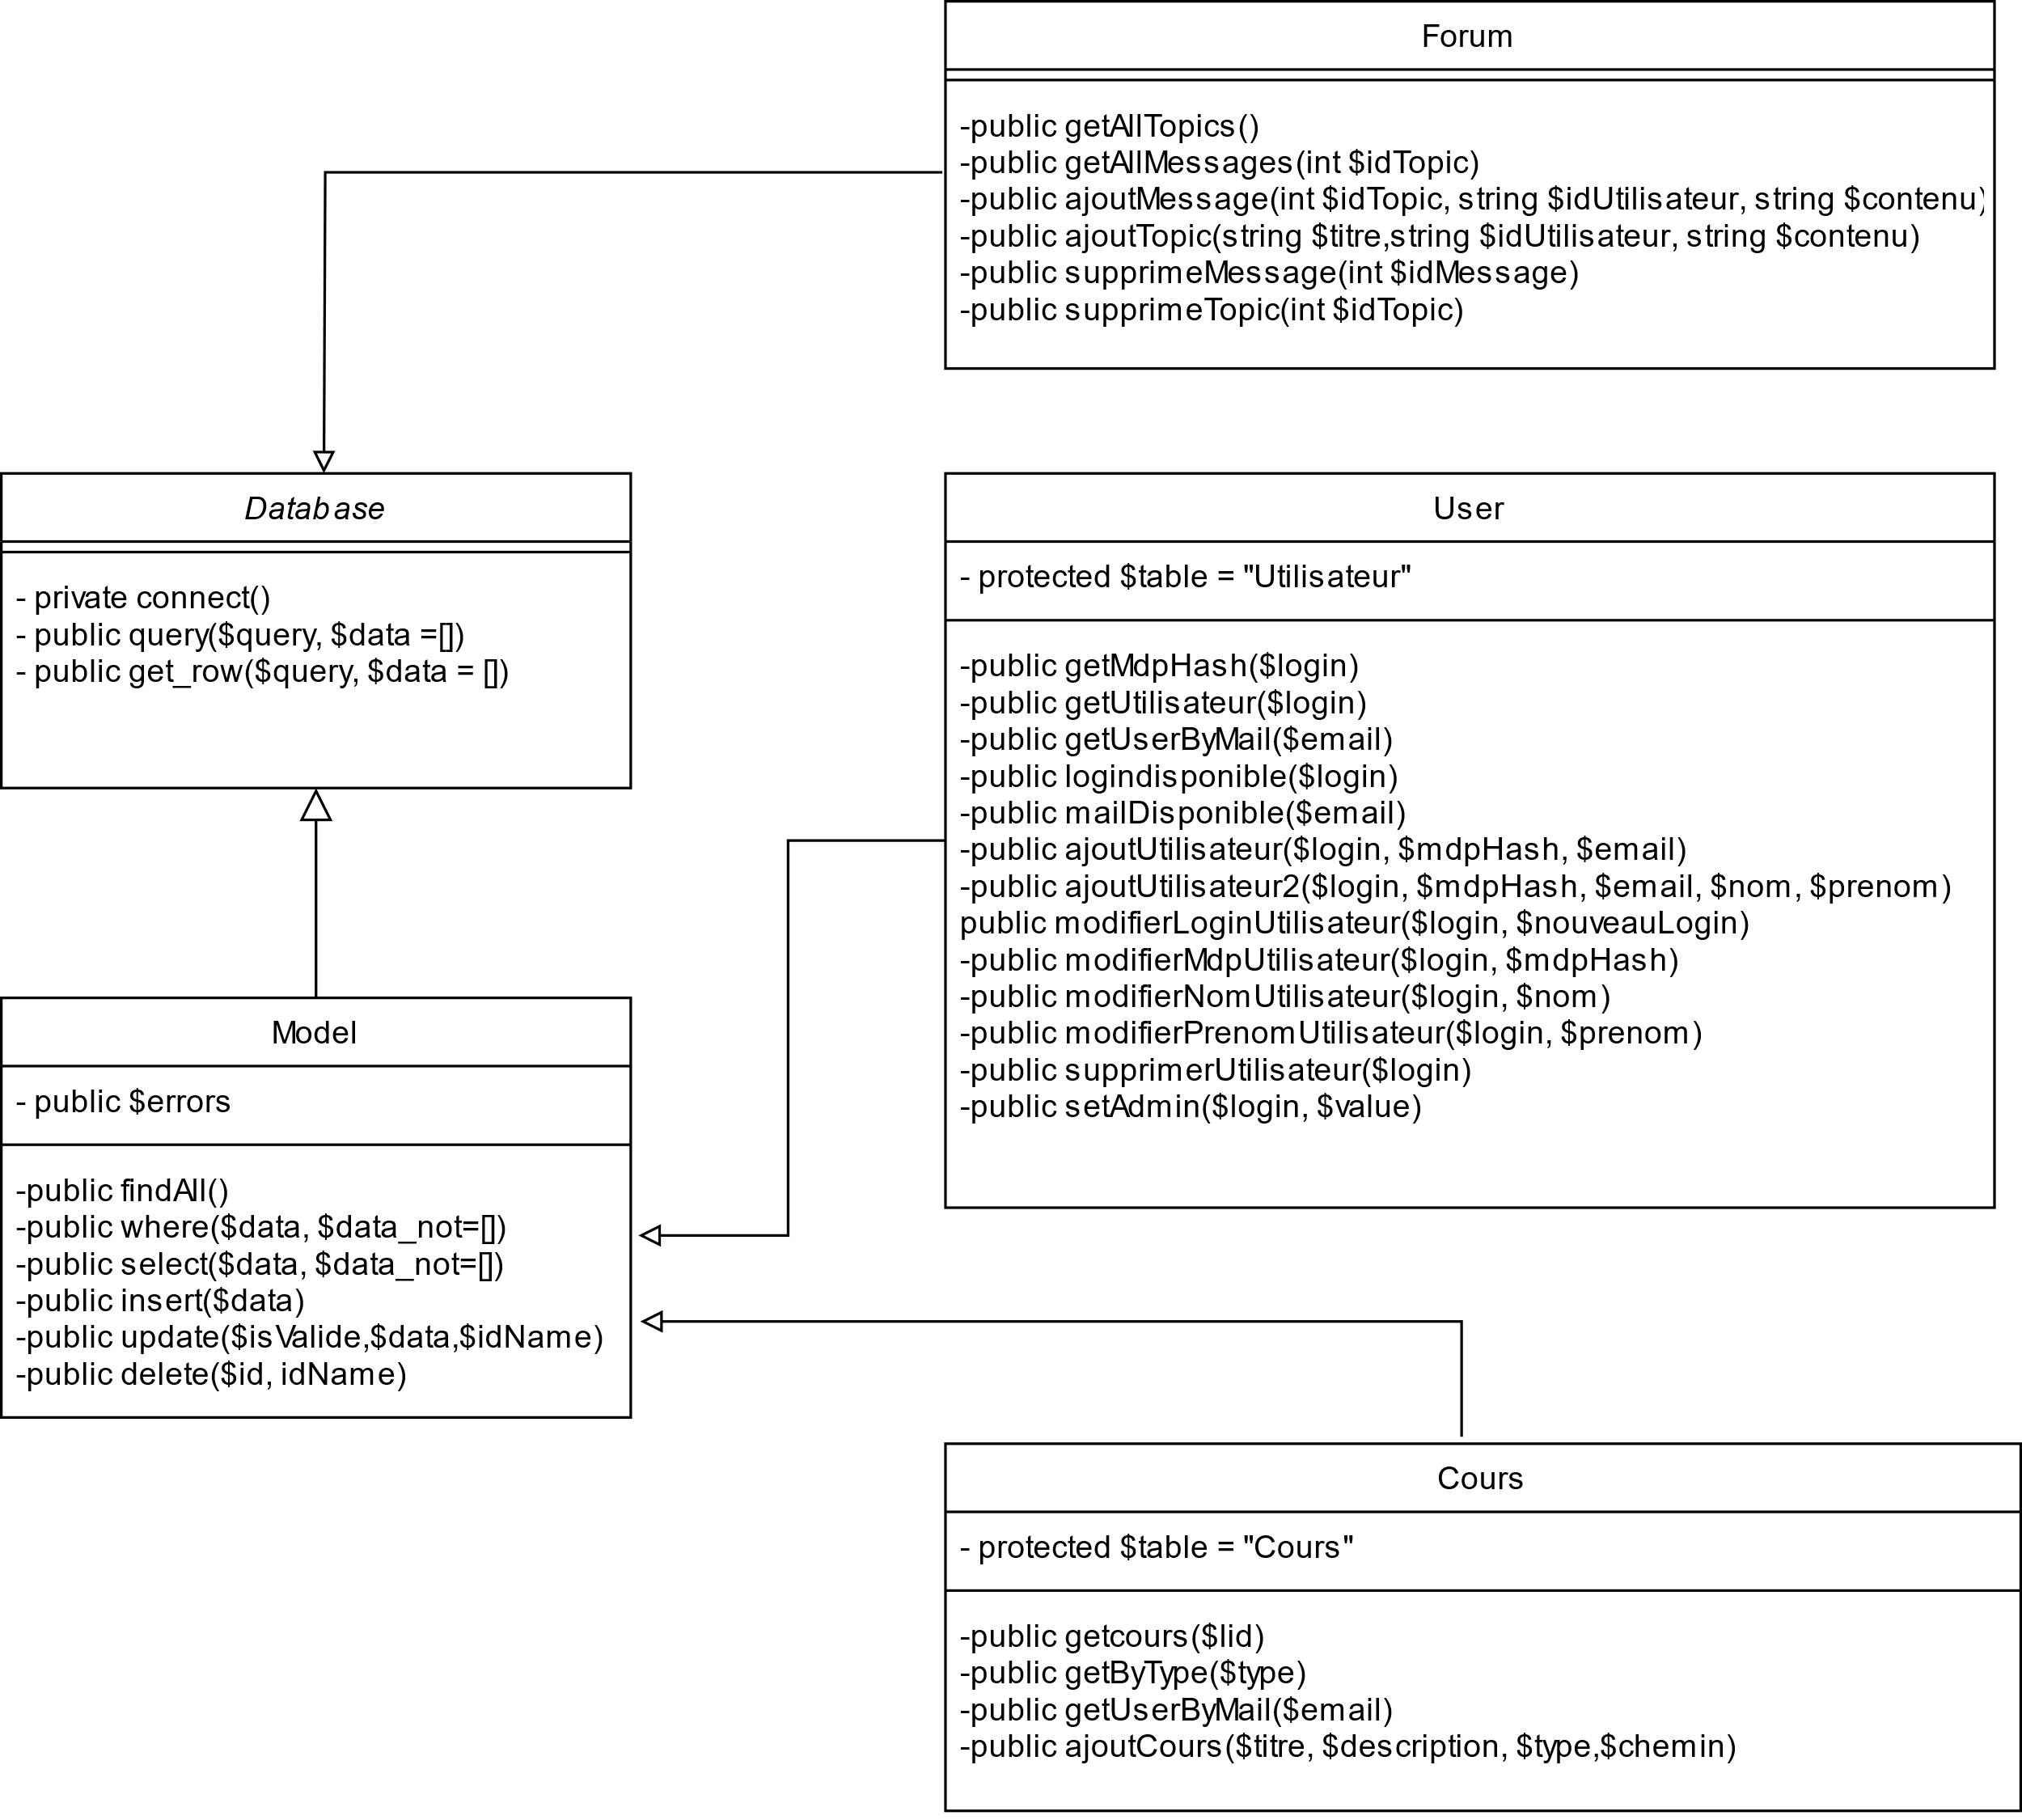 Forum
-public getAllTopics()
-public getAllMessages(int $idTopic)
-public ajoutMessage(int $idTopic, string $idUtilisateur, string $contenu)
-public ajoutTopic(string $titre,string $idUtilisateur, string $contenu)
-public supprimeMessage(int $idMessage)
-public supprimeTopic(int $idTopic)
Database
- private connect()
- public query($query, $data =[])
- public get_row($query, $data = [])
User
- protected $table = "Utilisateur"
-public getMdpHash($login)
-public getUtilisateur($login)
-public getUserByMail($email)
-public logindisponible($login)
-public mailDisponible($email)
-public ajoutUtilisateur($login, $mdpHash, $email)
-public ajoutUtilisateur2($login, $mdpHash, $email, $nom, $prenom)
public modifierLoginUtilisateur($login, $nouveauLogin)
-public modifierMdpUtilisateur($login, $mdpHash)
-public modifierNomUtilisateur($login, $nom)
-public modifierPrenomUtilisateur($login, $prenom)
-public supprimerUtilisateur($login)
-public setAdmin($login, $value)
Model
- public $errors
-public findAll()
-public where($data, $data_not=[])
-public select($data, $data_not=[])
-public insert($data)
-public update($isValide,$data,$idName)
-public delete($id, idName)
Cours
- protected $table = "Cours"
-public getcours($lid)
-public getByType($type)
-public getUserByMail($email)
-public ajoutCours($titre, $description, $type,$chemin)